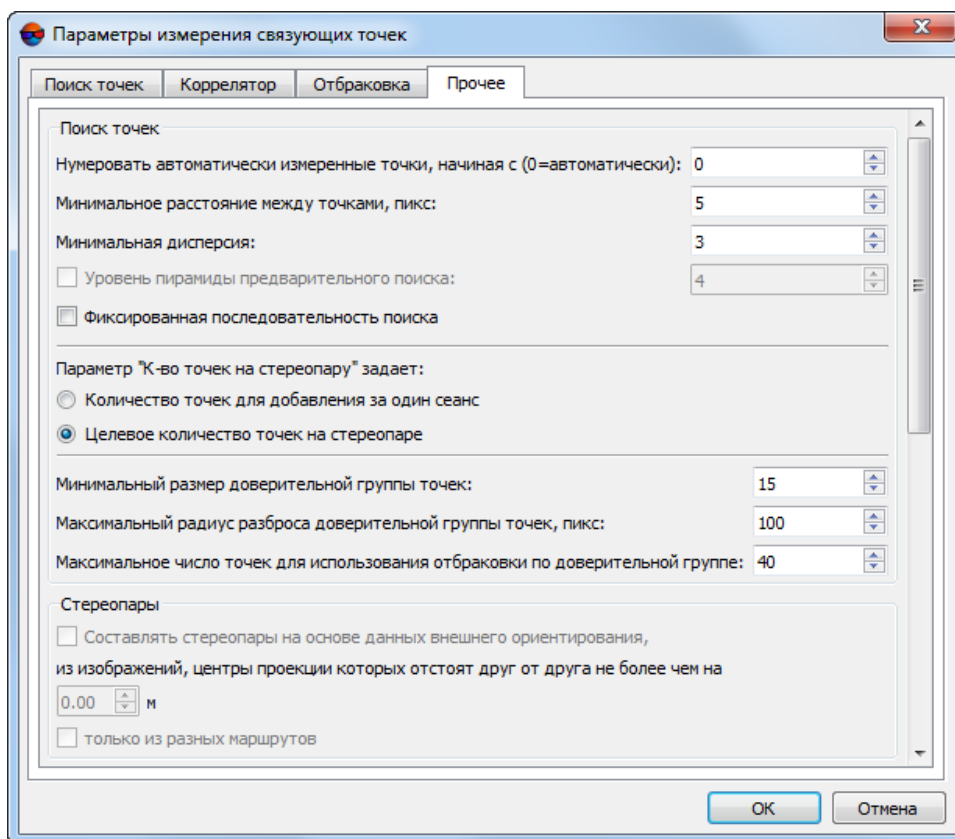 Параметры измерения связующих точек
Поиск точек Коррелятор Отбраковка Прочее
Поиск точек
Нумеровать автоматически измеренные точки, начиная с (0=автоматически): 0
Минимальное расстояние между точками, пикс: 5
Минимальная дисперсия: 3
Уровень пирамиды предварительного поиска: 4
Фиксированная последовательность поиска
Параметр "К-во точек на стереопару" задает:
Количество точек для добавления за один сеанс
Целевое количество точек на стереопаре
Минимальный размер доверительной группы точек: 15
Максимальный радиус разброса доверительной группы точек, пикс: 100
Максимальное число точек для использования отбраковки по доверительной группе: 40
Стереопары
Составлять стереопары на основе данных внешнего ориентирования,
из изображений, центры проекции которых отстоят друг от друга не более чем на
0.00 м
только из разных маршрутов
ОК Отмена